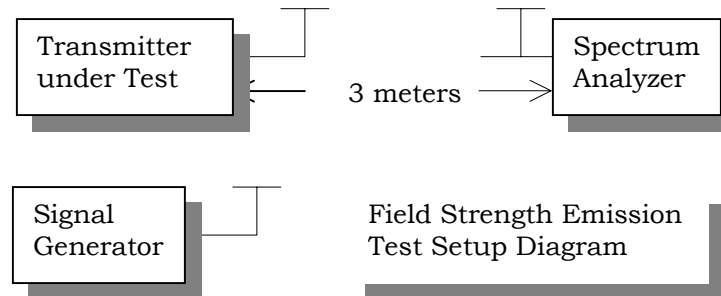 Transmitter
under Test
3 meters
Spectrum
Analyzer
Signal
Generator
Field Strength Emission
Test Setup Diagram